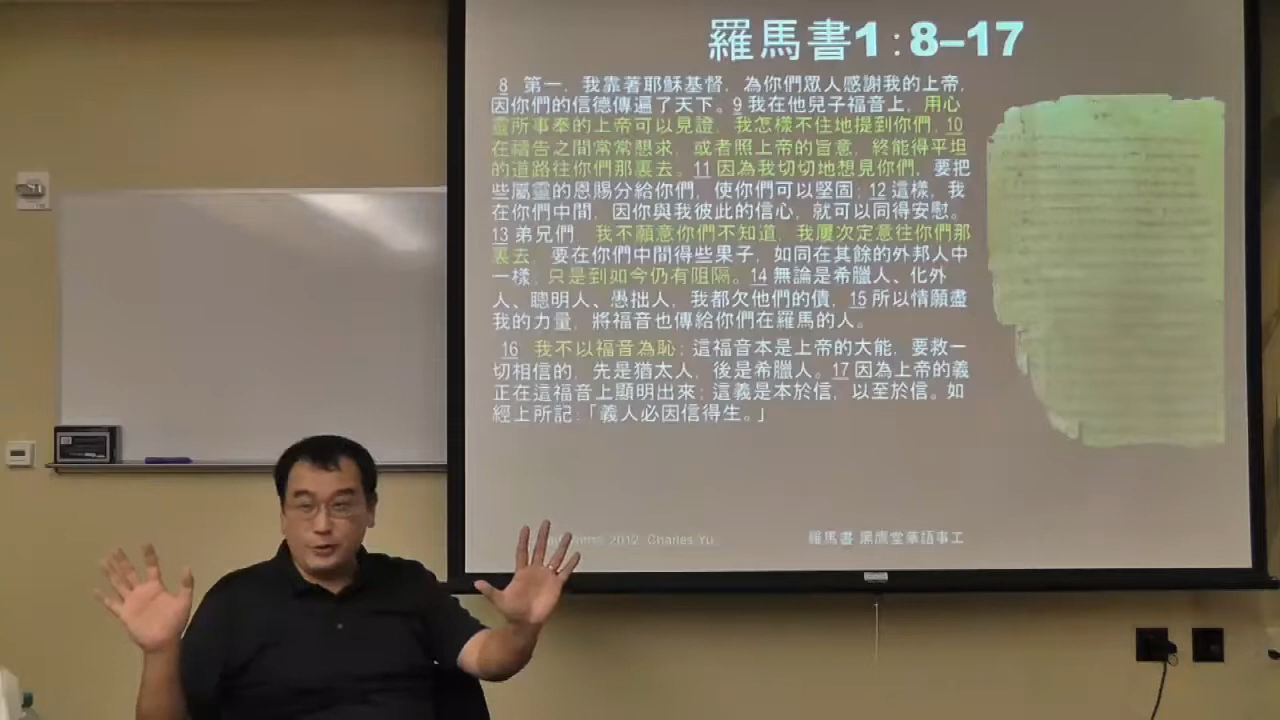 羅馬書1:8–17
8 第一，我靠著耶穌基督，為你們眾人感謝我的上帝，
因你們的信德傳遍了天下。9 我在他兒子福音上，用心
靈所事奉的上帝可以見證，我怎樣不住地提到你們，10
在禱告之間常常懇求，或者照上帝的旨意，終能得平坦
的道路往你們那裏去。11 因為我切切地想見你們，要把
些屬靈的恩賜分給你們，使你們可以堅固；12 這樣，我
在你們中間，因你與我彼此的信心，就可以同得安慰。
13 弟兄們，我不願意你們不知道，我屢次定意往你們那
裏去，要在你們中間得些果子，如同在其餘的外邦人中
一樣；只是到如今仍有阻隔。14 無論是希臘人、化外
人、聰明人、愚拙人，我都欠他們的債，15 所以情願盡
我的力量，將福音也傳給你們在羅馬的人。
16 我不以福音為恥；這福音本是上帝的大能，要救一
切相信的，先是猶太人，後是希臘人。17 因為上帝的義
正在這福音上顯明出來；這義是本於信，以至於信。如
經上所記：「義人必因信得生。」
2012, Charles Yu
羅馬書 黑鷹堂華語事工